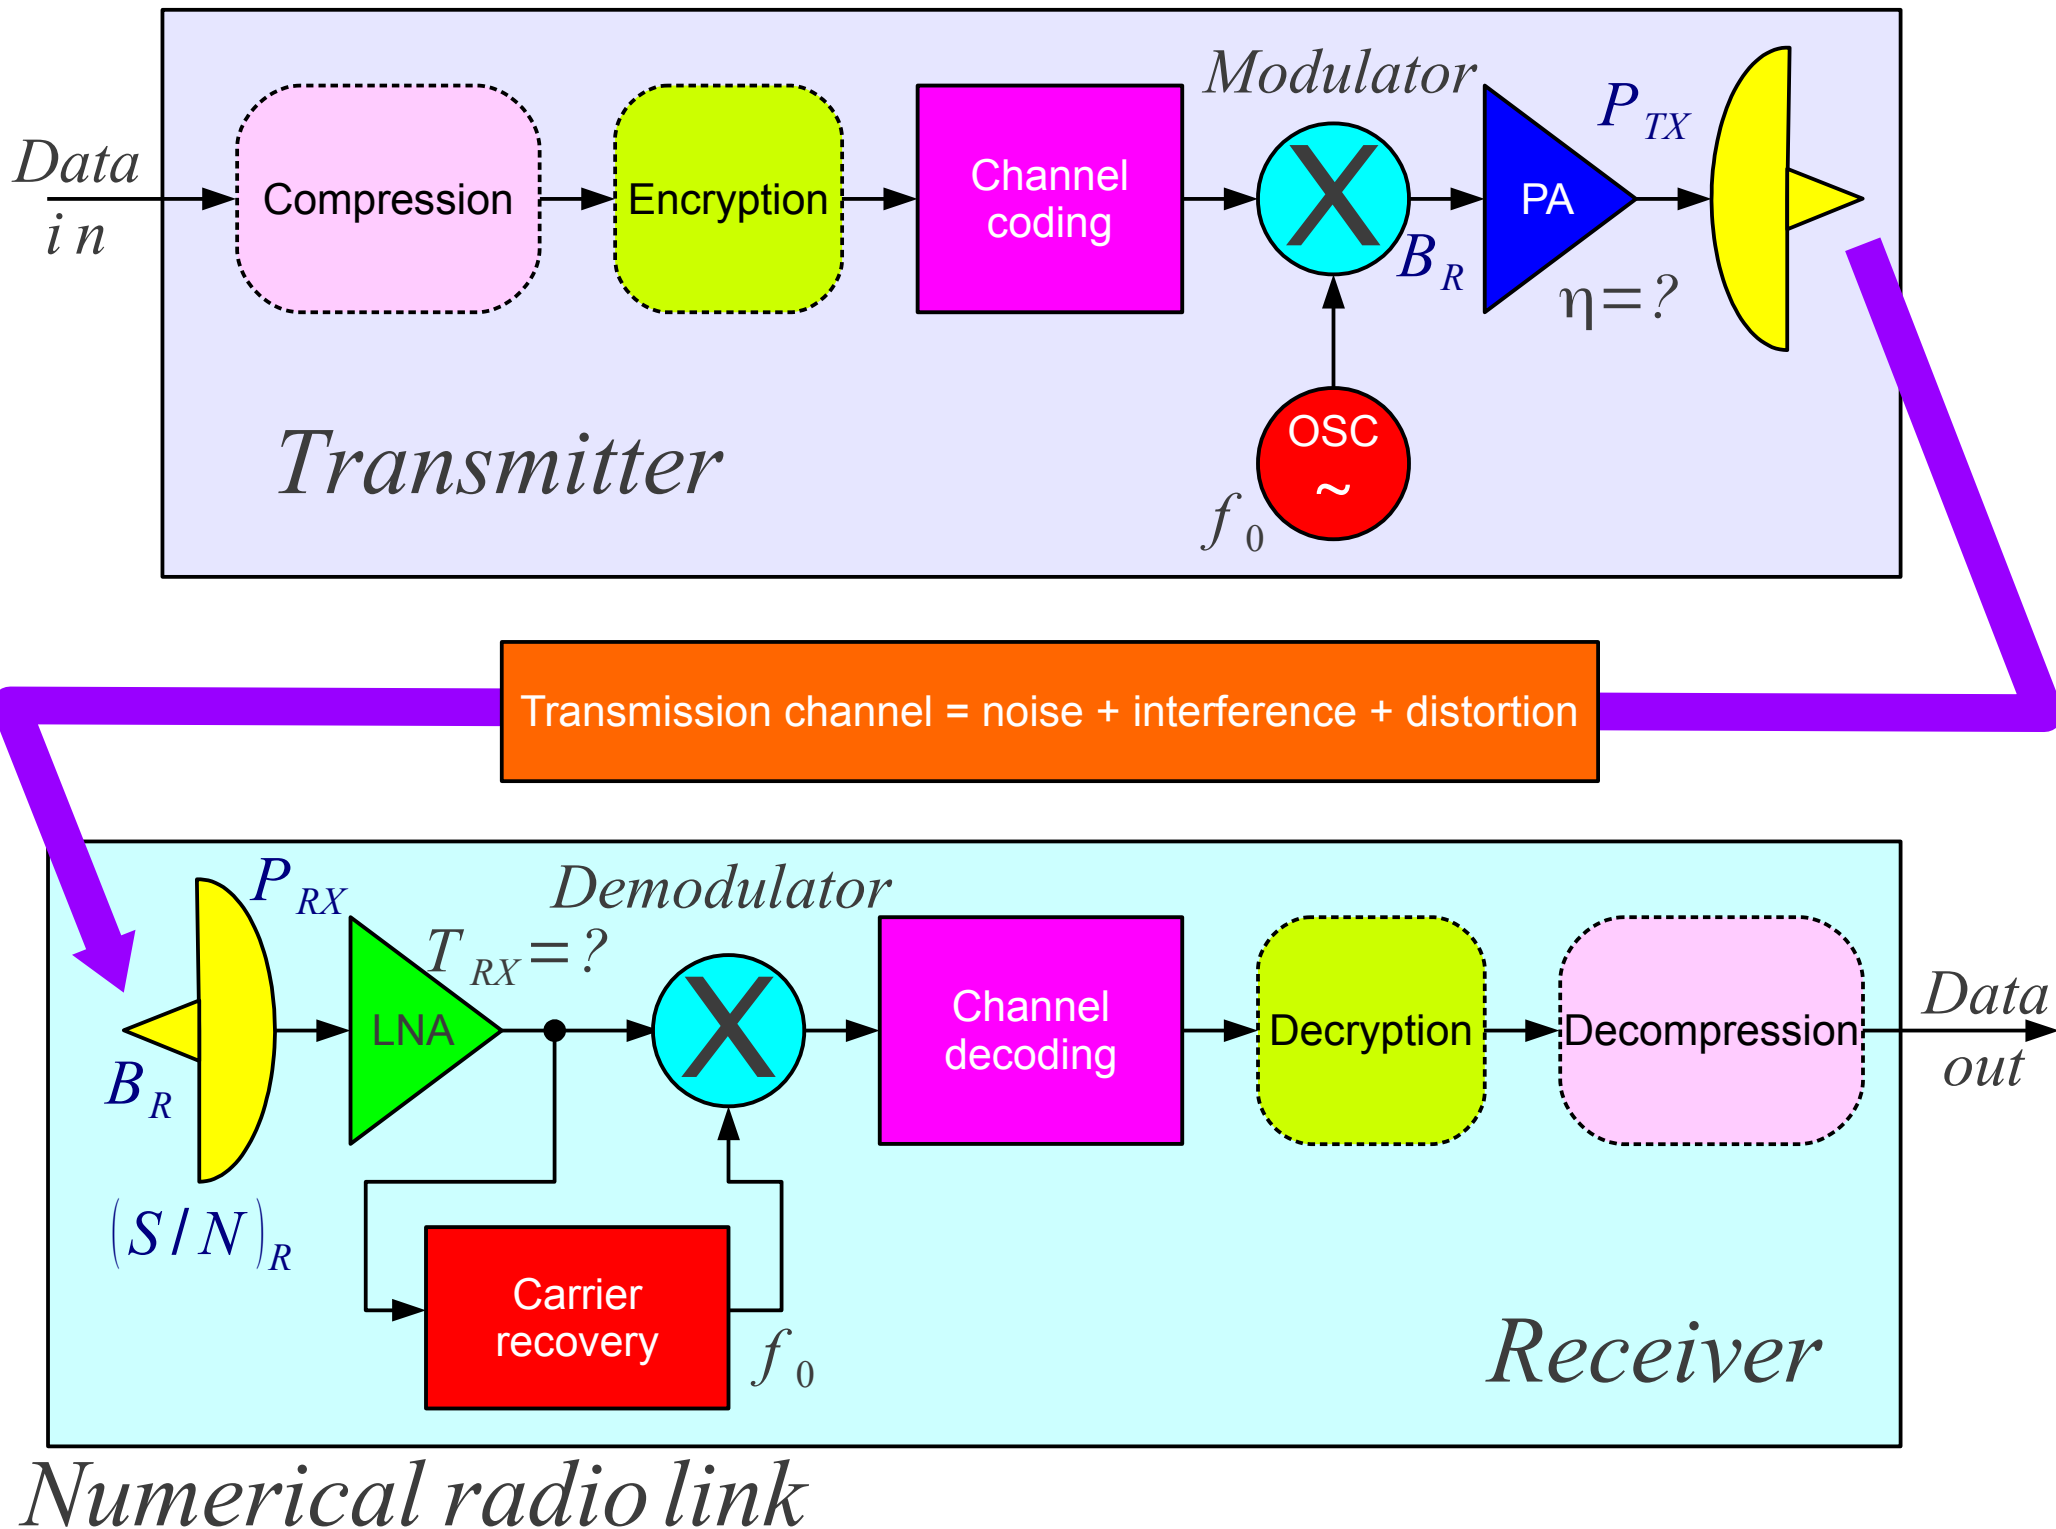 Modulator
P TX
Data
in
Compression
Encryption
Channel
coding
X
B R
PA
η=?
OSC
~
f 0
Transmitter
Transmission channel = noise + interference + distortion
P RX
Demodulator
T RX=?
LNA
X
Channel
decoding
Decryption
Decompression
Data
out
B R
(S/N)R
Carrier
recovery
f 0
Receiver
Numerical radio link